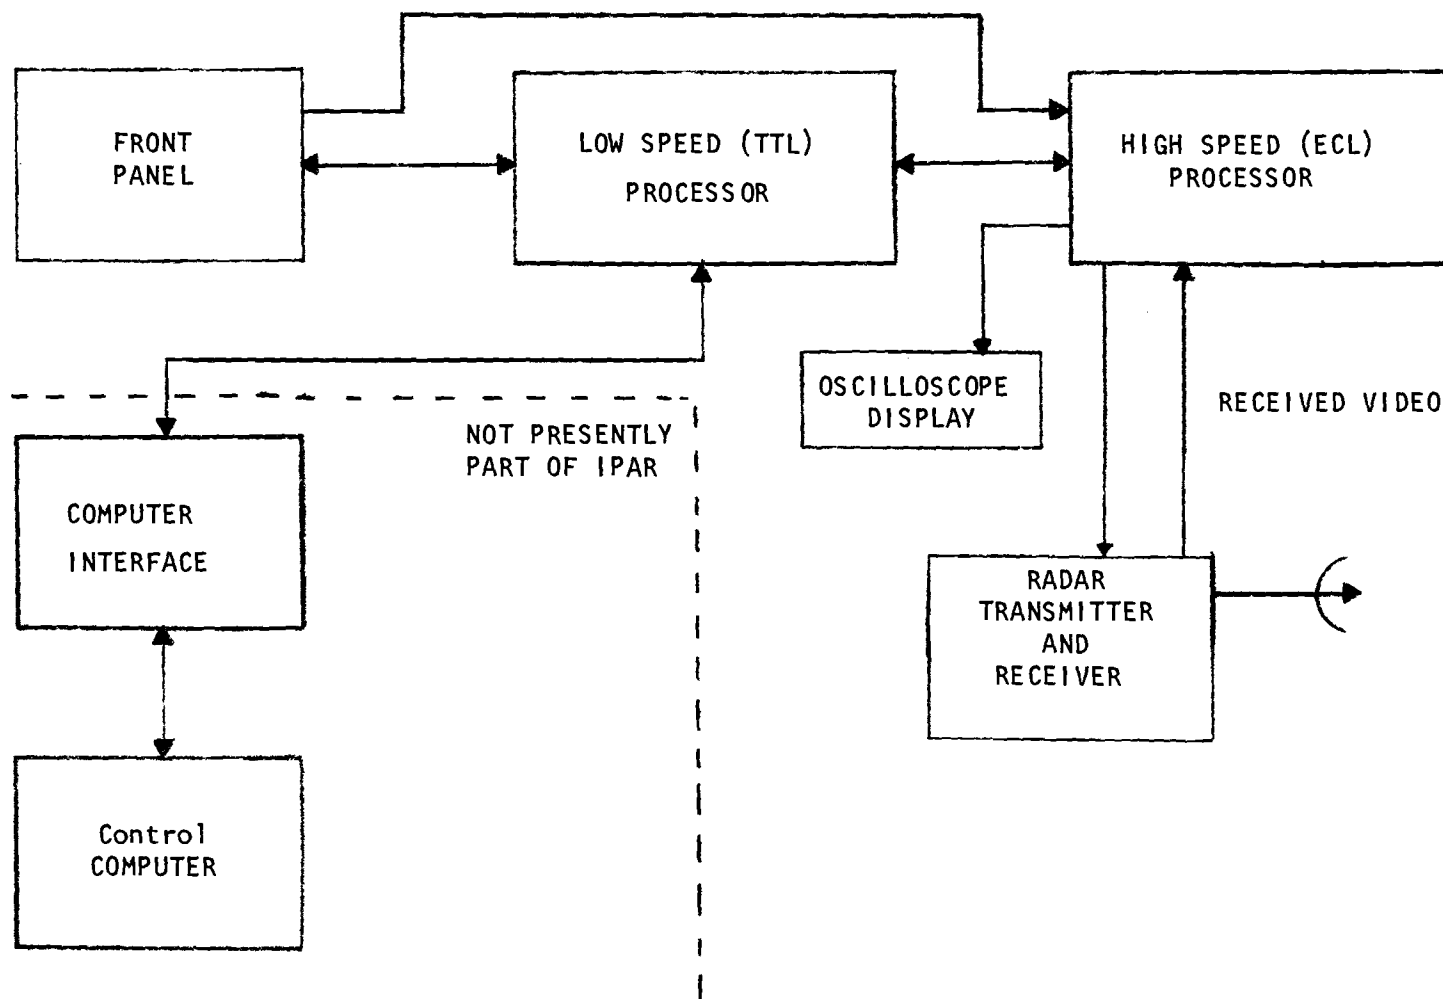 FRONT
PANEL
LOW SPEED (TTL)
PROCESSOR
HIGH SPEED (ECL)
PROCESSOR
OSCILLOSCOPE
DISPLAY
RECEIVED VIDEO
NOT PRESENTLY
PART OF IPAR
COMPUTER
INTERFACE
RADAR
TRANSMITTER
AND
RECEIVER
Control
COMPUTER